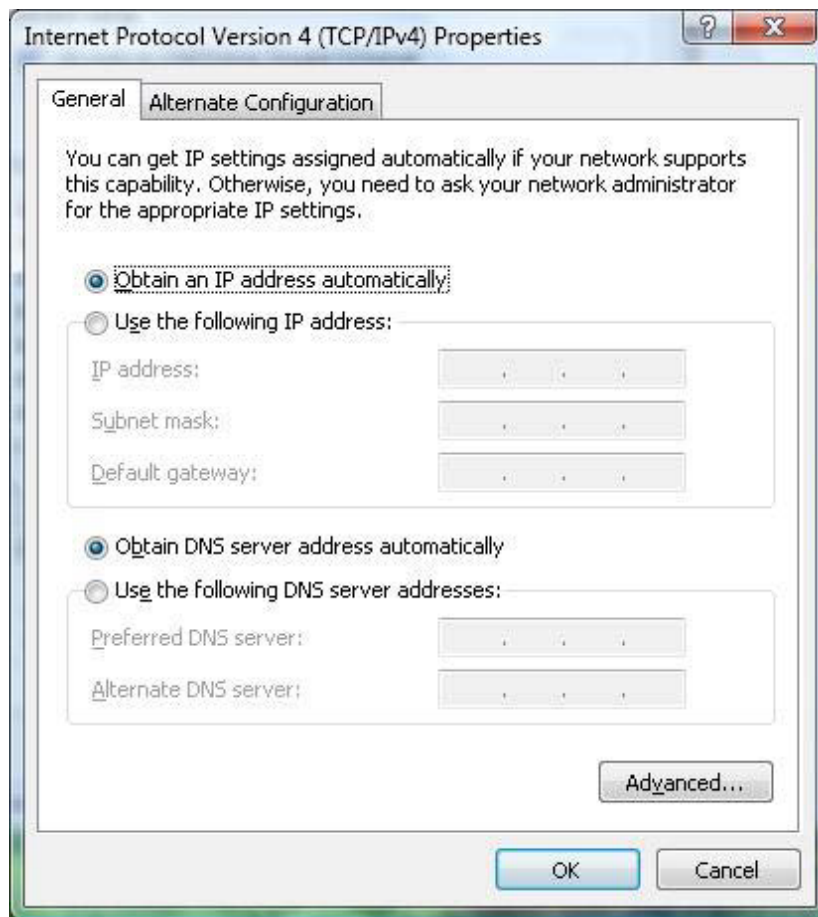 Internet Protocol Version 4 (TCP/IPv4) Properties
General
Alternate Configuration
You can get IP settings assigned automatically if your network supports
this capability. Otherwise, you need to ask your network administrator
for the appropriate IP settings.
Obtain an IP address automatically
Use the following IP address:
IP address:
Subnet mask:
Default gateway:
Obtain DNS server address automatically
Use the following DNS server addresses:
Preferred DNS server:
Alternate DNS server:
Advanced...
OK
Cancel